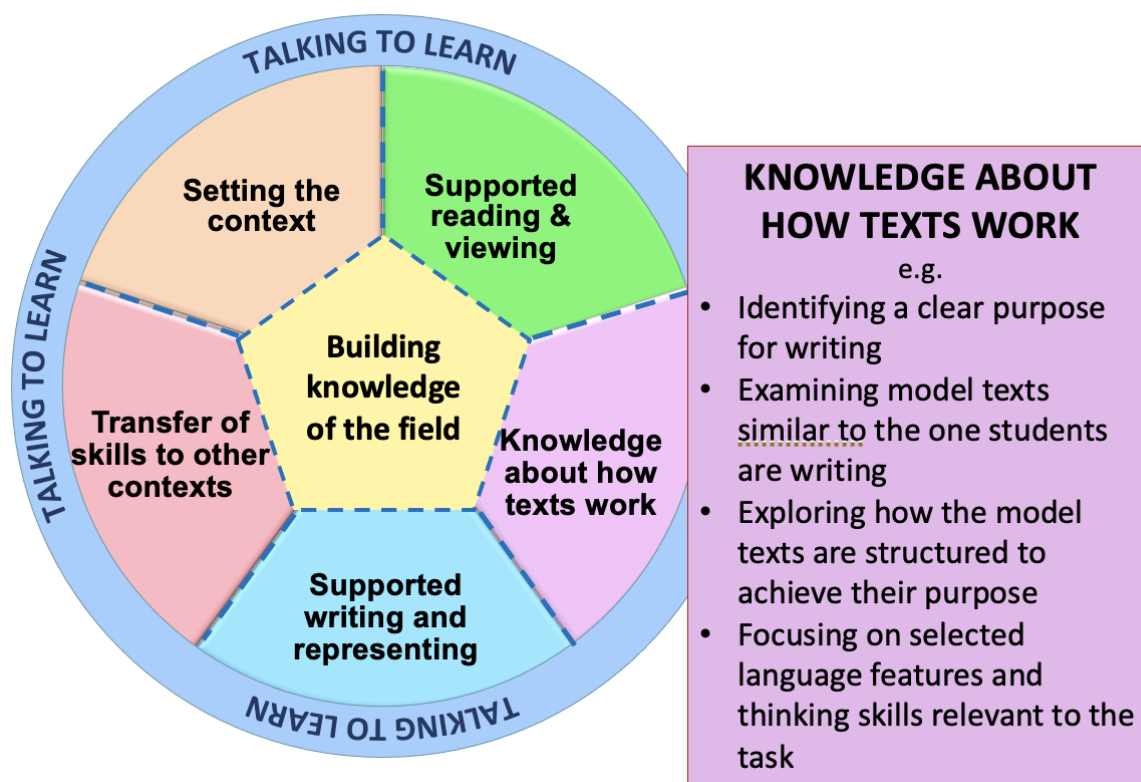 TALKING TO LEARN
Setting the
context
Supported
reading &
viewing
TALKING TO LEARN
Building
knowledge
of the field
Transfer of
skills to other
contexts
Knowledge
about how
texts work
Supported
writing and
representing
TALKING TO LEARN
KNOWLEDGE ABOUT
HOW TEXTS WORK
e.g.
• Identifying a clear purpose
for writing
• Examining model texts
similar to the one students
are writing
• Exploring how the model
texts are structured to
achieve their purpose
• Focusing on selected
language features and
thinking skills relevant to the
task